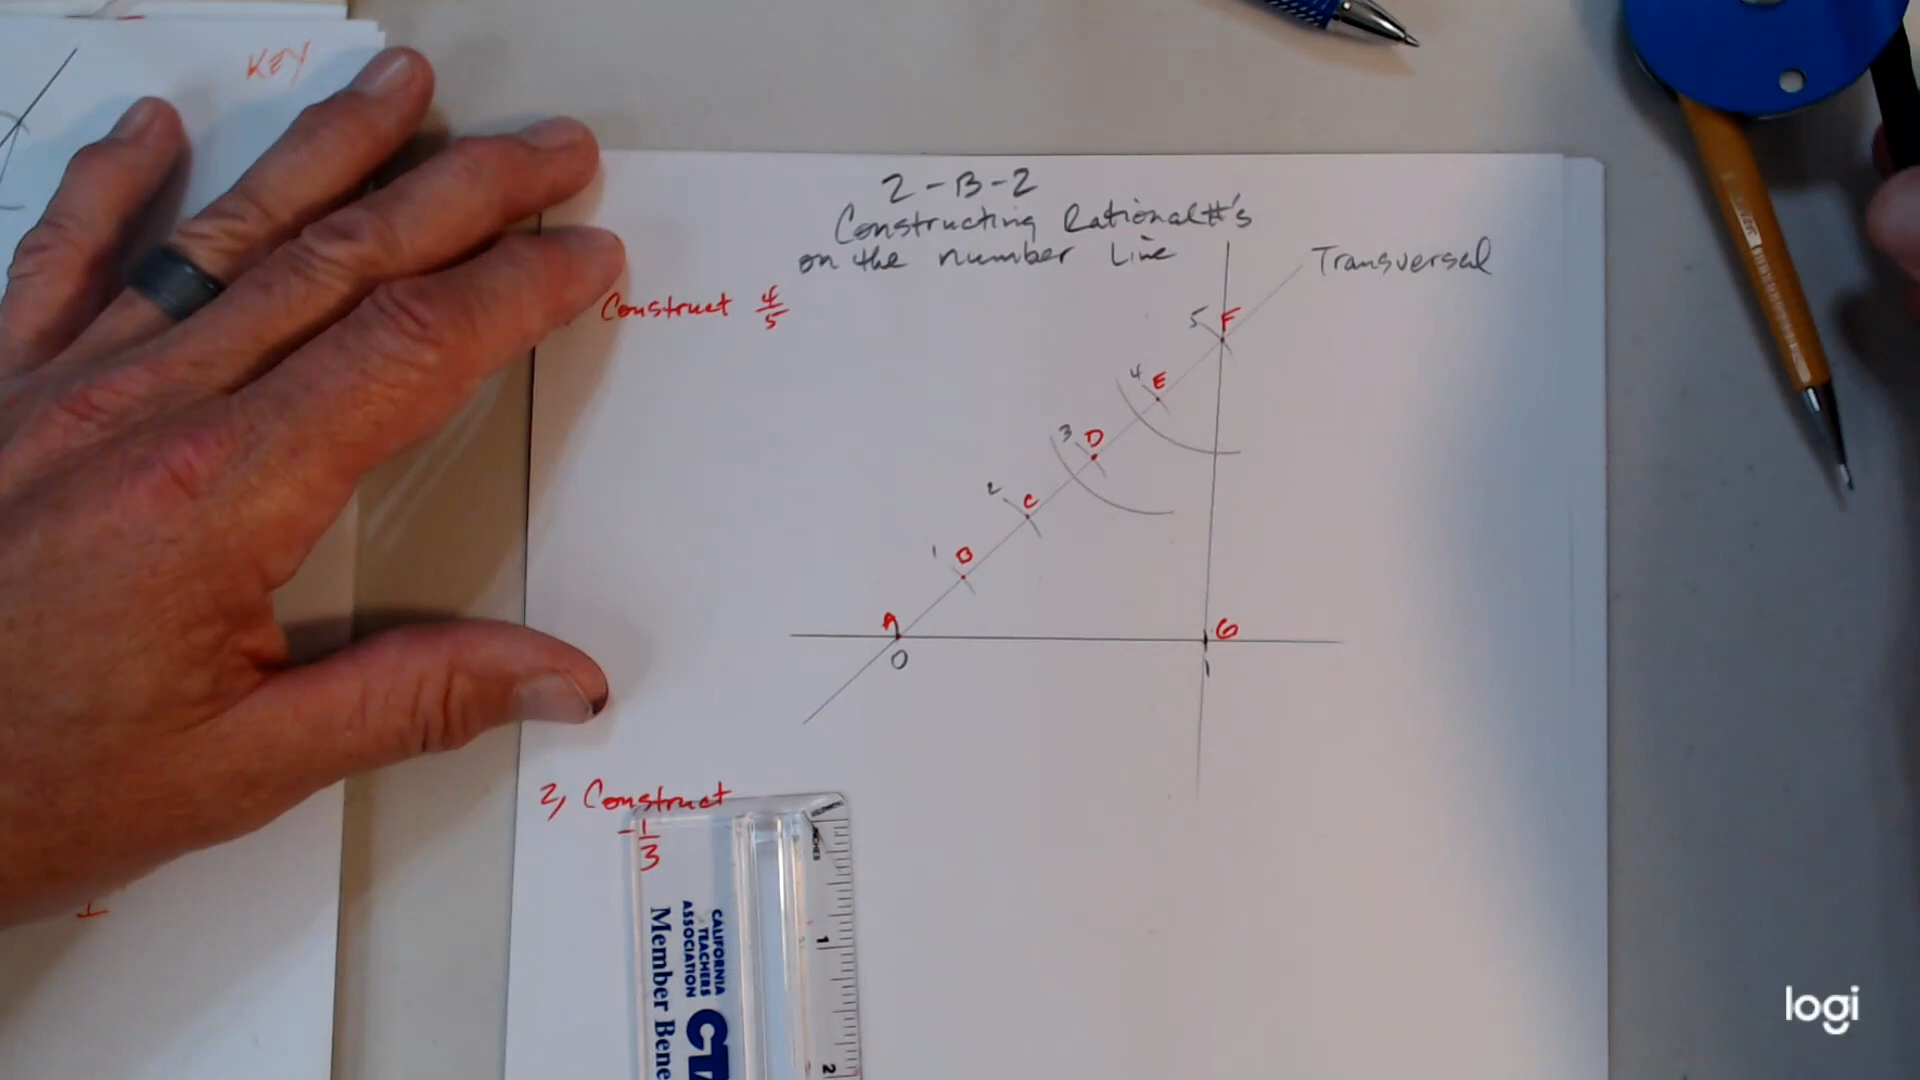 KEY
2-B-2
Constructing Rational #'s
on the number Line
Transversal
Construct 4/5
5 F
4 E
3 D
2 C
1 B
A
G
0
1
2, Construct
-1/3
INCHES
1
2
CALIFORNIA
TEACHERS
ASSOCIATION
CTA
Member Bene
logi